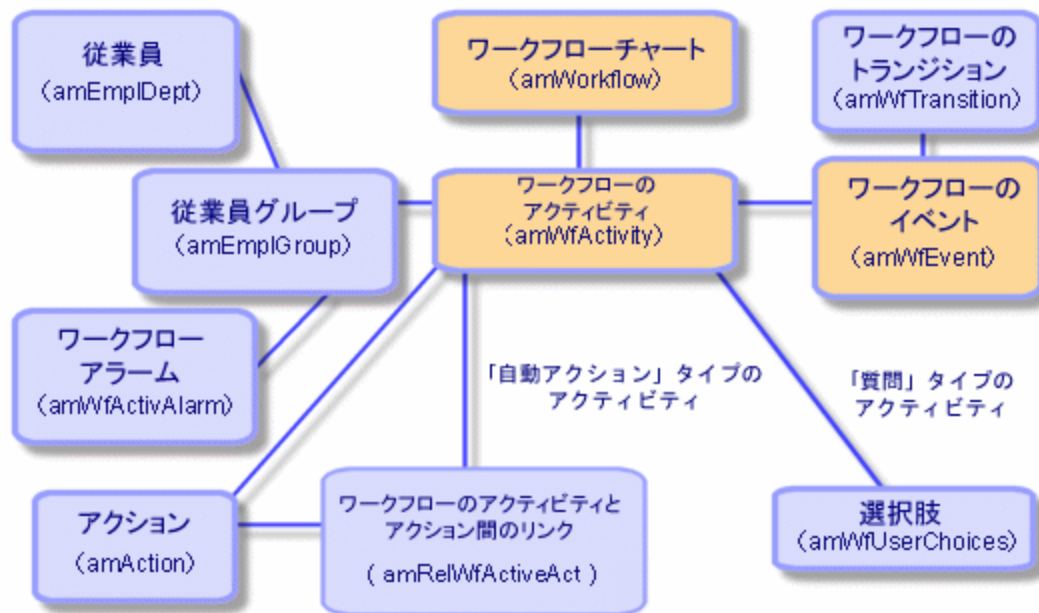 従業員
(amEmplDept)
ワークフローチャート
(amWorkflow)
ワークフローの
トランジション
(amWfTransition)
従業員グループ
(amEmplGroup)
ワークフローの
アクティビティ
(amWfActivity)
ワークフローの
イベント
(amWfEvent)
ワークフロー
アラーム
(amWfActivAlarm)
「自動アクション」タイプの
アクティビティ
「質問」タイプの
アクティビティ
アクション
(amAction)
ワークフローのアクティビティと
アクション間のリンク
( amRelWfActiveAct )
選択肢
(amWfUserChoices)